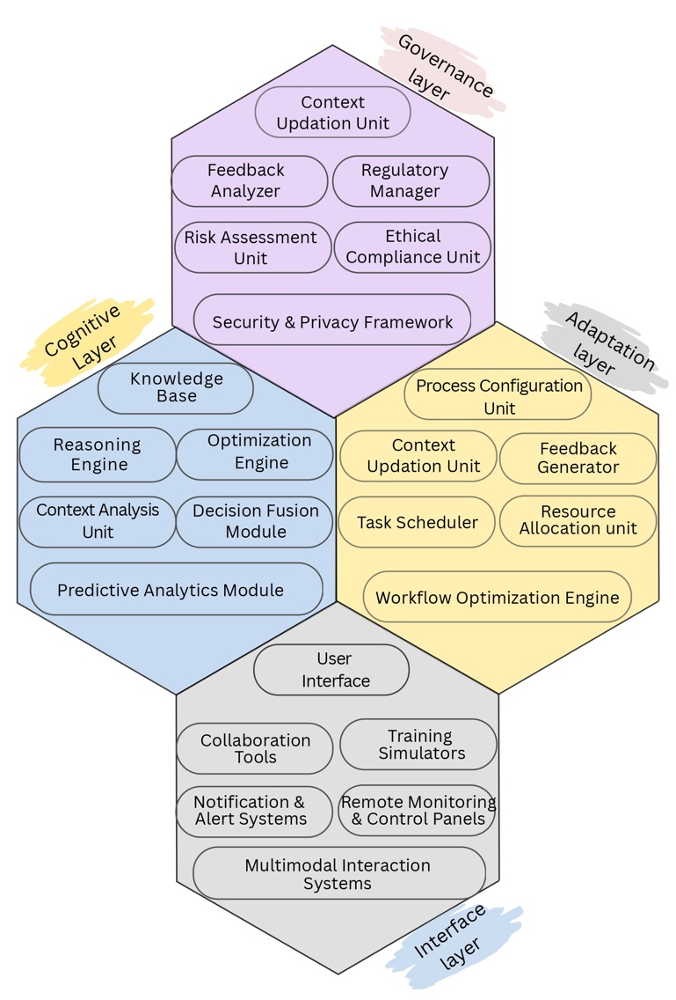 Governance
layer
Context
Updation Unit
Feedback
Analyzer
Regulatory
Manager
Risk Assessment
Unit
Ethical
Compliance Unit
Security & Privacy Framework
Cognitive
Layer
Adaptation
layer
Knowledge
Base
Reasoning
Engine
Optimization
Engine
Context Analysis
Unit
Decision Fusion
Module
Predictive Analytics Module
Process Configuration
Unit
Context
Updation Unit
Feedback
Generator
Task Scheduler
Resource
Allocation unit
Workflow Optimization Engine
User
Interface
Collaboration
Tools
Training
Simulators
Notification &
Alert Systems
Remote Monitoring
& Control Panels
Multimodal Interaction
Systems
Interface
layer